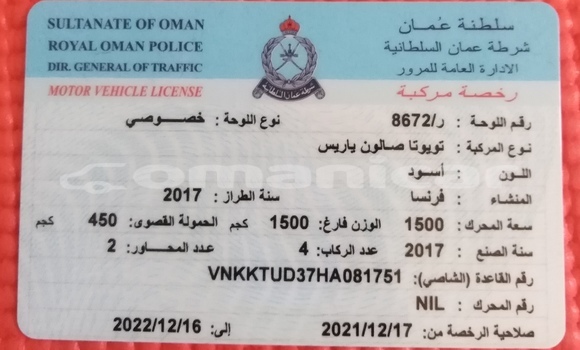 SULTANATE OF OMAN
ROYAL OMAN POLICE
DIR. GENERAL OF TRAFFIC
MOTOR VEHICLE LICENSE
سلطنة عُمان
شرطة عمان السلطانية
الادارة العامة للمرور
رخصة مركبة
شرطة عمان السلطانية
رقم اللوحة : 8672/ر نوع اللوحة : خصوصي
نوع المركبة : تويوتا صالون ياريس
اللون : أسود
المنشاء : فرنسا سنة الطراز : 2017
سعة المحرك : 1500 الوزن فارغ: 1500 كجم الحمولة القصوى: 450 كجم
سنة الصنع : 2017 عدد الركاب: 4 عدد المحاور: 2
رقم القاعدة (الشاصي): VNKKTUD37HA081751
رقم المحرك : NIL
صلاحية الرخصة من: 2021/12/17 إلى: 2022/12/16
omanicar